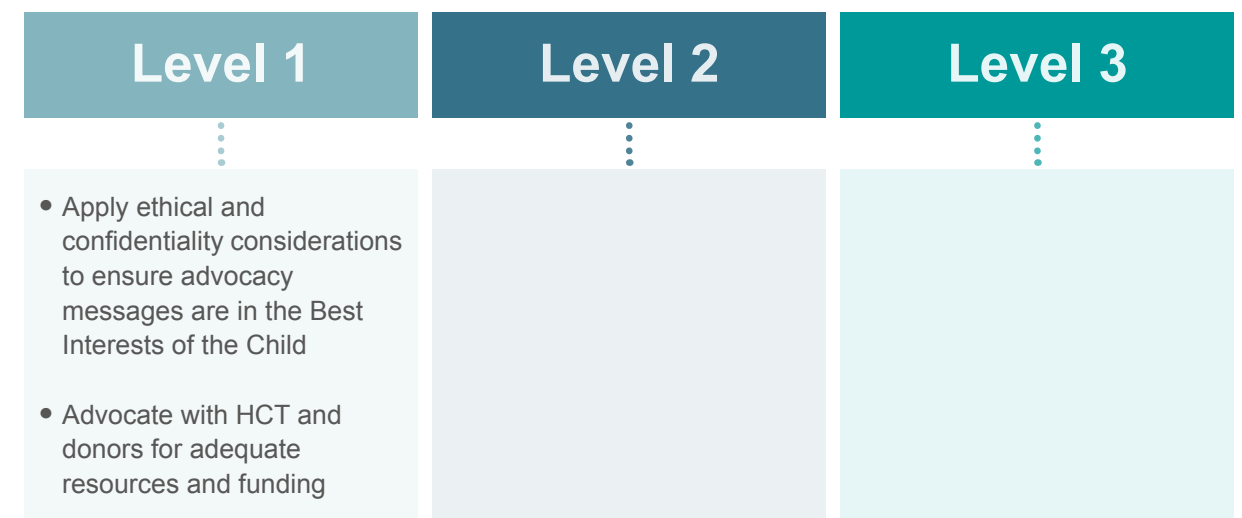 Level 1
Level 2
Level 3
• Apply ethical and
confidentiality considerations
to ensure advocacy
messages are in the Best
Interests of the Child
• Advocate with HCT and
donors for adequate
resources and funding